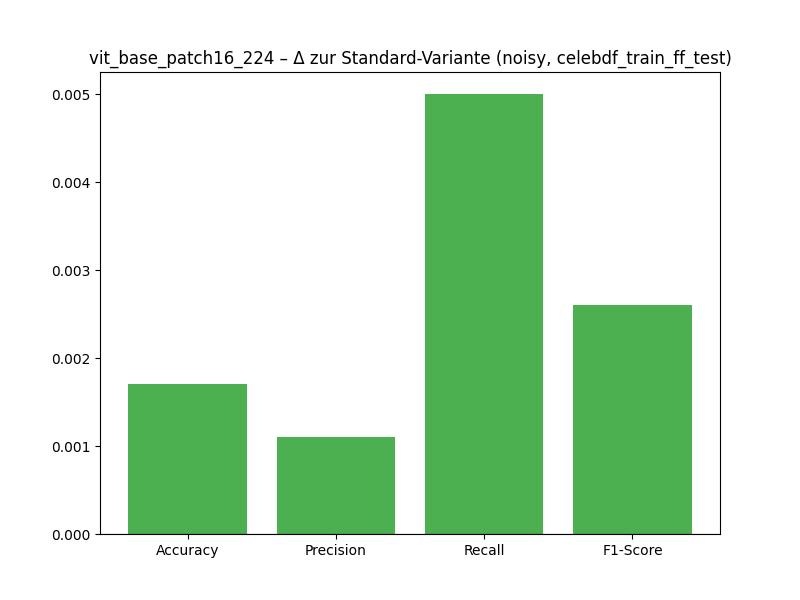 vit_base_patch16_224 – Δ zur Standard-Variante (noisy, celebdf_train_ff_test)
0.005
0.004
0.003
0.002
0.001
0.000
Accuracy
Precision
Recall
F1-Score